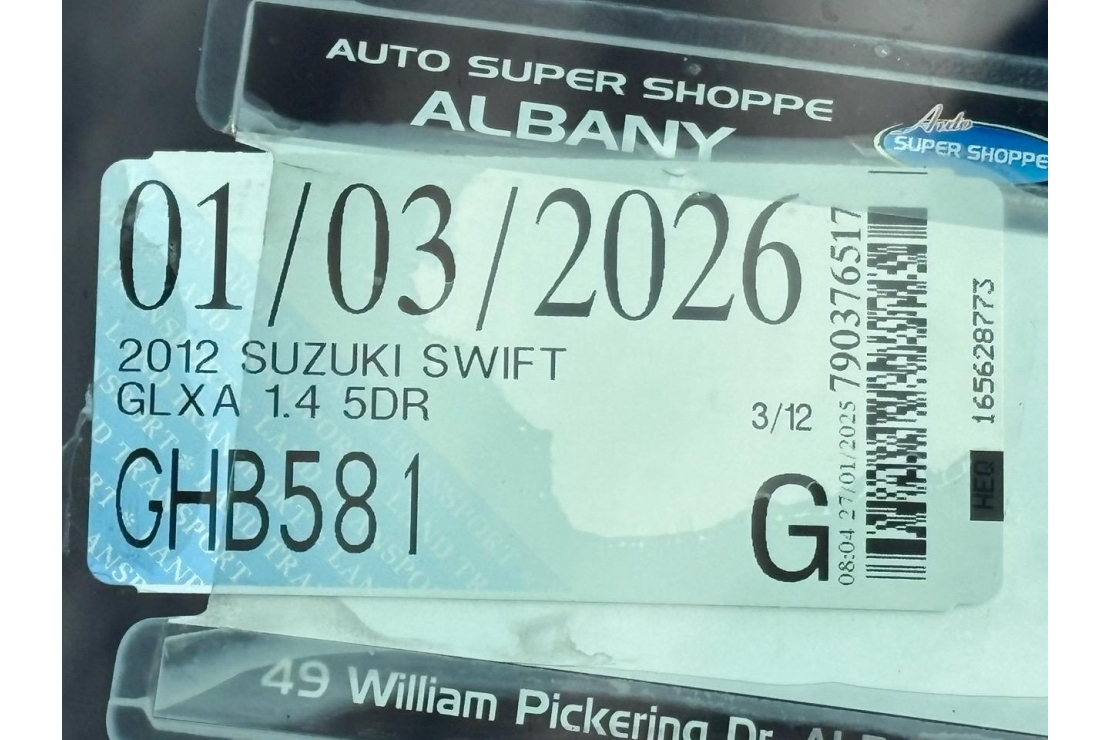 AUTO SUPER SHOPPE
ALBANY
Auto
SUPER SHOPPE
01/03/2026
2012 SUZUKI SWIFT
GLXA 1.4 5DR
3/12
GHB581
G
08:04 27/01/2025 790376517
165628773
HEQ
49 William Pickering Dr